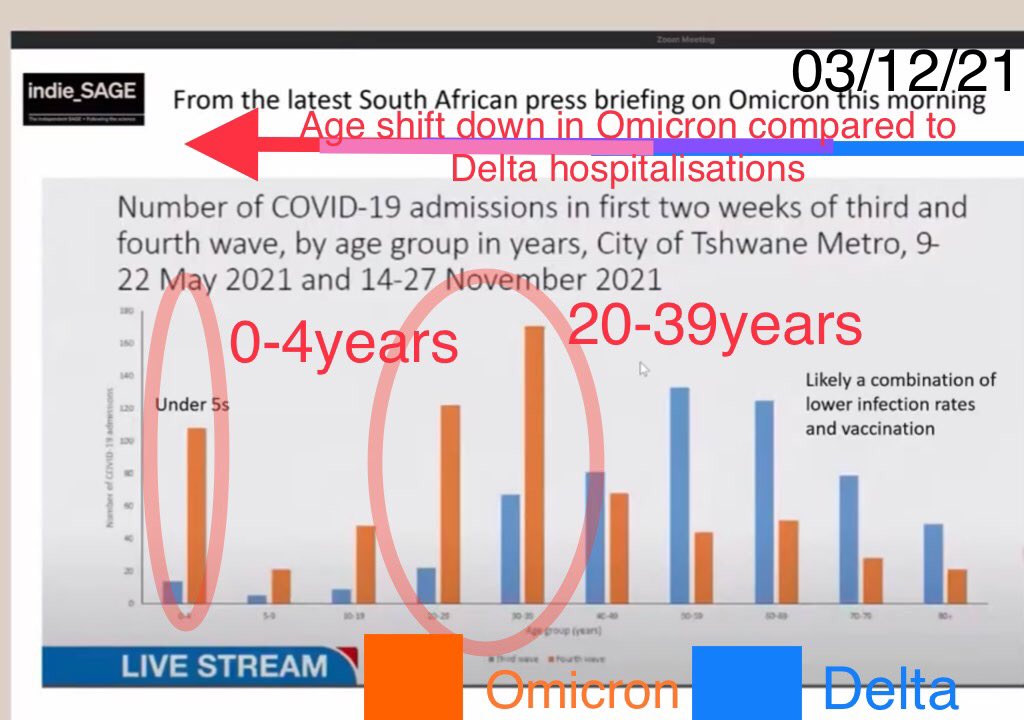 Zoom Meeting
03/12/21
indie_SAGE
The Independent SAGE • Following the science
From the latest South African press briefing on Omicron this morning
Age shift down in Omicron compared to
Delta hospitalisations
Number of COVID-19 admissions in first two weeks of third and
fourth wave, by age group in years, City of Tshwane Metro, 9-
22 May 2021 and 14-27 November 2021
0-4years
20-39years
Under 5s
Likely a combination of
lower infection rates
and vaccination
Number of COVID-19 admissions
180
160
140
120
100
80
60
40
20
0
0-4 5-9 10-19 20-29 30-39 40-49 50-59 60-69 70-79 80+
Age group (years)
Third wave Fourth wave
LIVE STREAM
Omicron
Delta